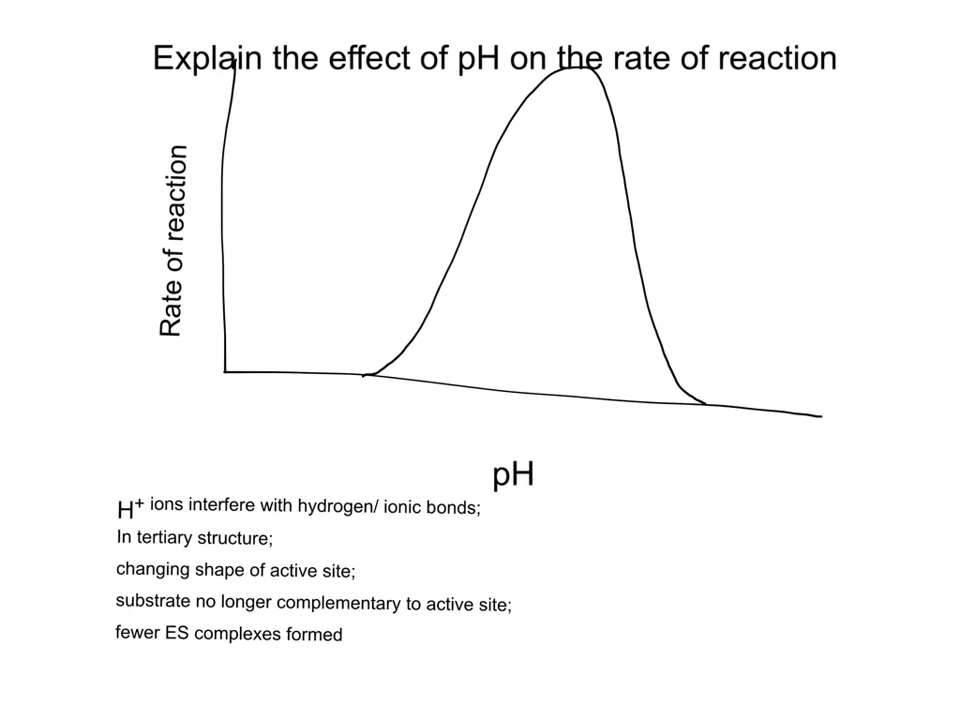 Explain the effect of pH on the rate of reaction
Rate of reaction
pH
H⁺ ions interfere with hydrogen/ ionic bonds;
In tertiary structure;
changing shape of active site;
substrate no longer complementary to active site;
fewer ES complexes formed